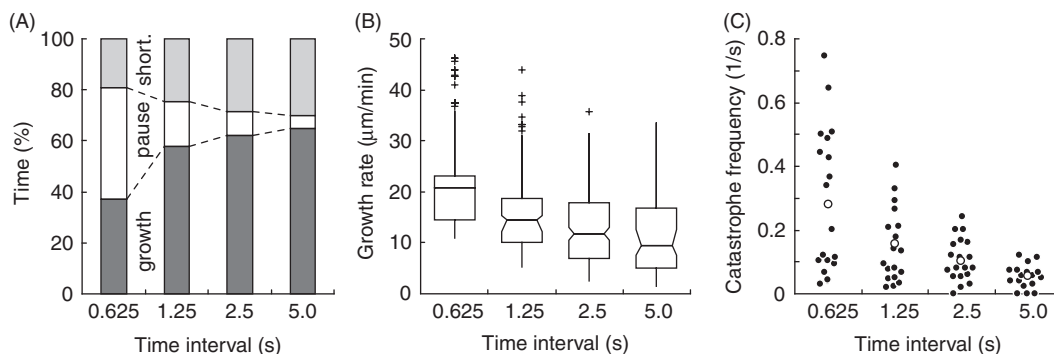 (A)
Time (%)
100
80
60
40
20
0
growth
pause
short.
0.625 1.25 2.5 5.0
Time interval (s)
(B)
Growth rate (μm/min)
50
40
30
20
10
0
0.625 1.25 2.5 5.0
Time interval (s)
(C)
Catastrophe frequency (1/s)
0.8
0.6
0.4
0.2
0
0.625 1.25 2.5 5.0
Time interval (s)